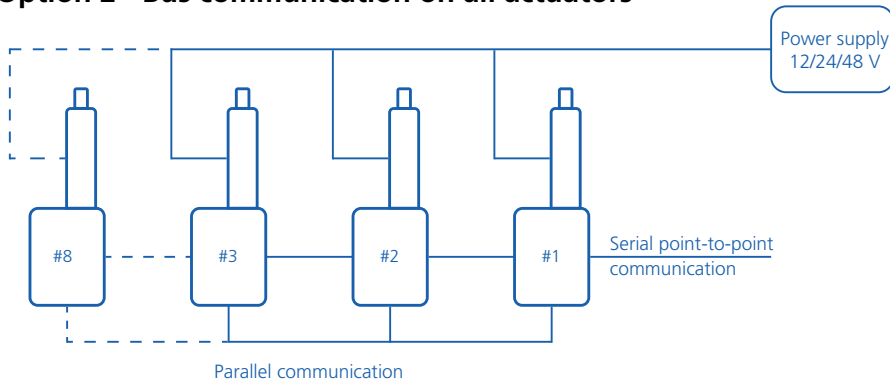 Option 2 - Bus communication on all actuators
Power supply
12/24/48 V
#8
#3
#2
#1
Serial point-to-point
communication
Parallel communication